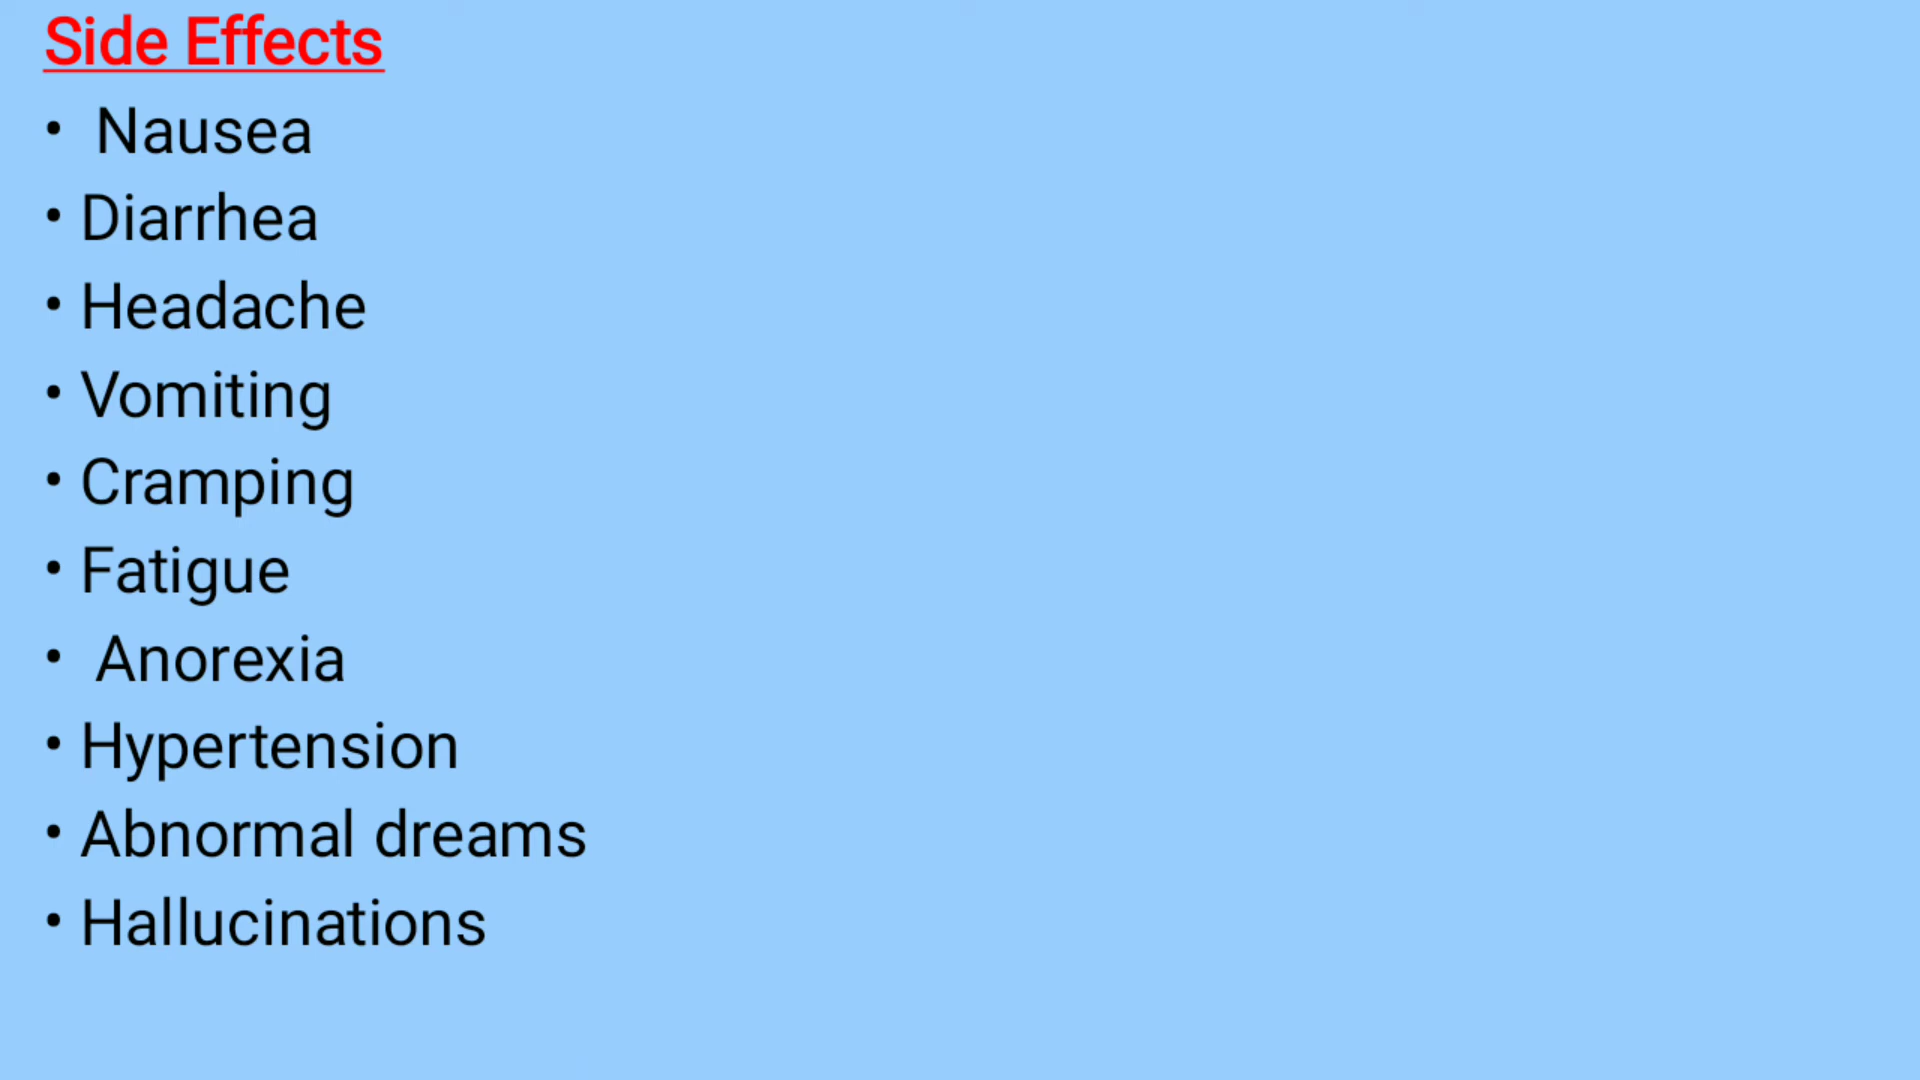 Side Effects
• Nausea
• Diarrhea
• Headache
• Vomiting
• Cramping
• Fatigue
• Anorexia
• Hypertension
• Abnormal dreams
• Hallucinations